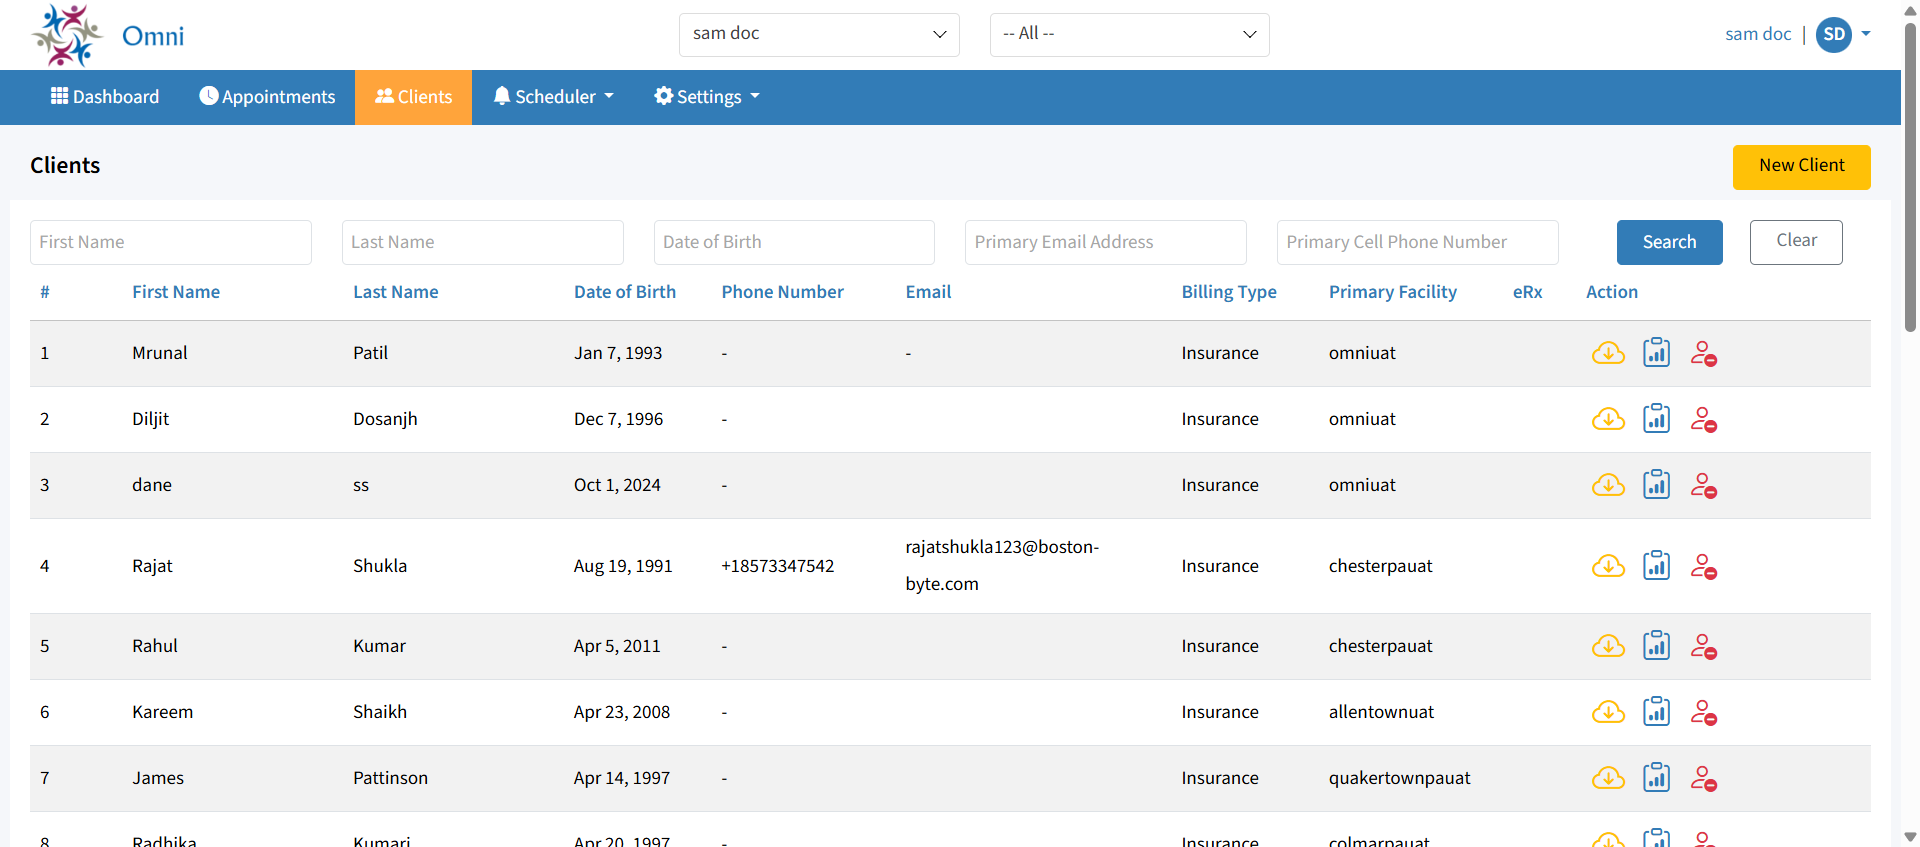 Omni
sam doc
-- All --
sam doc | SD
Dashboard Appointments Clients Scheduler Settings
Clients
New Client
First Name Last Name Date of Birth Primary Email Address Primary Cell Phone Number Search Clear
# First Name Last Name Date of Birth Phone Number Email Billing Type Primary Facility eRx Action
1 Mrunal Patil Jan 7, 1993 - - Insurance omniuat
2 Diljit Dosanjh Dec 7, 1996 - Insurance omniuat
3 dane ss Oct 1, 2024 - Insurance omniuat
4 Rajat Shukla Aug 19, 1991 +18573347542 rajatshukla123@boston-
byte.com Insurance chesterpauat
5 Rahul Kumar Apr 5, 2011 - Insurance chesterpauat
6 Kareem Shaikh Apr 23, 2008 - Insurance allentownuat
7 James Pattinson Apr 14, 1997 - Insurance quakertownpauat
8 Radhika Kumari Apr 20, 1997 - Insurance colmarpauat